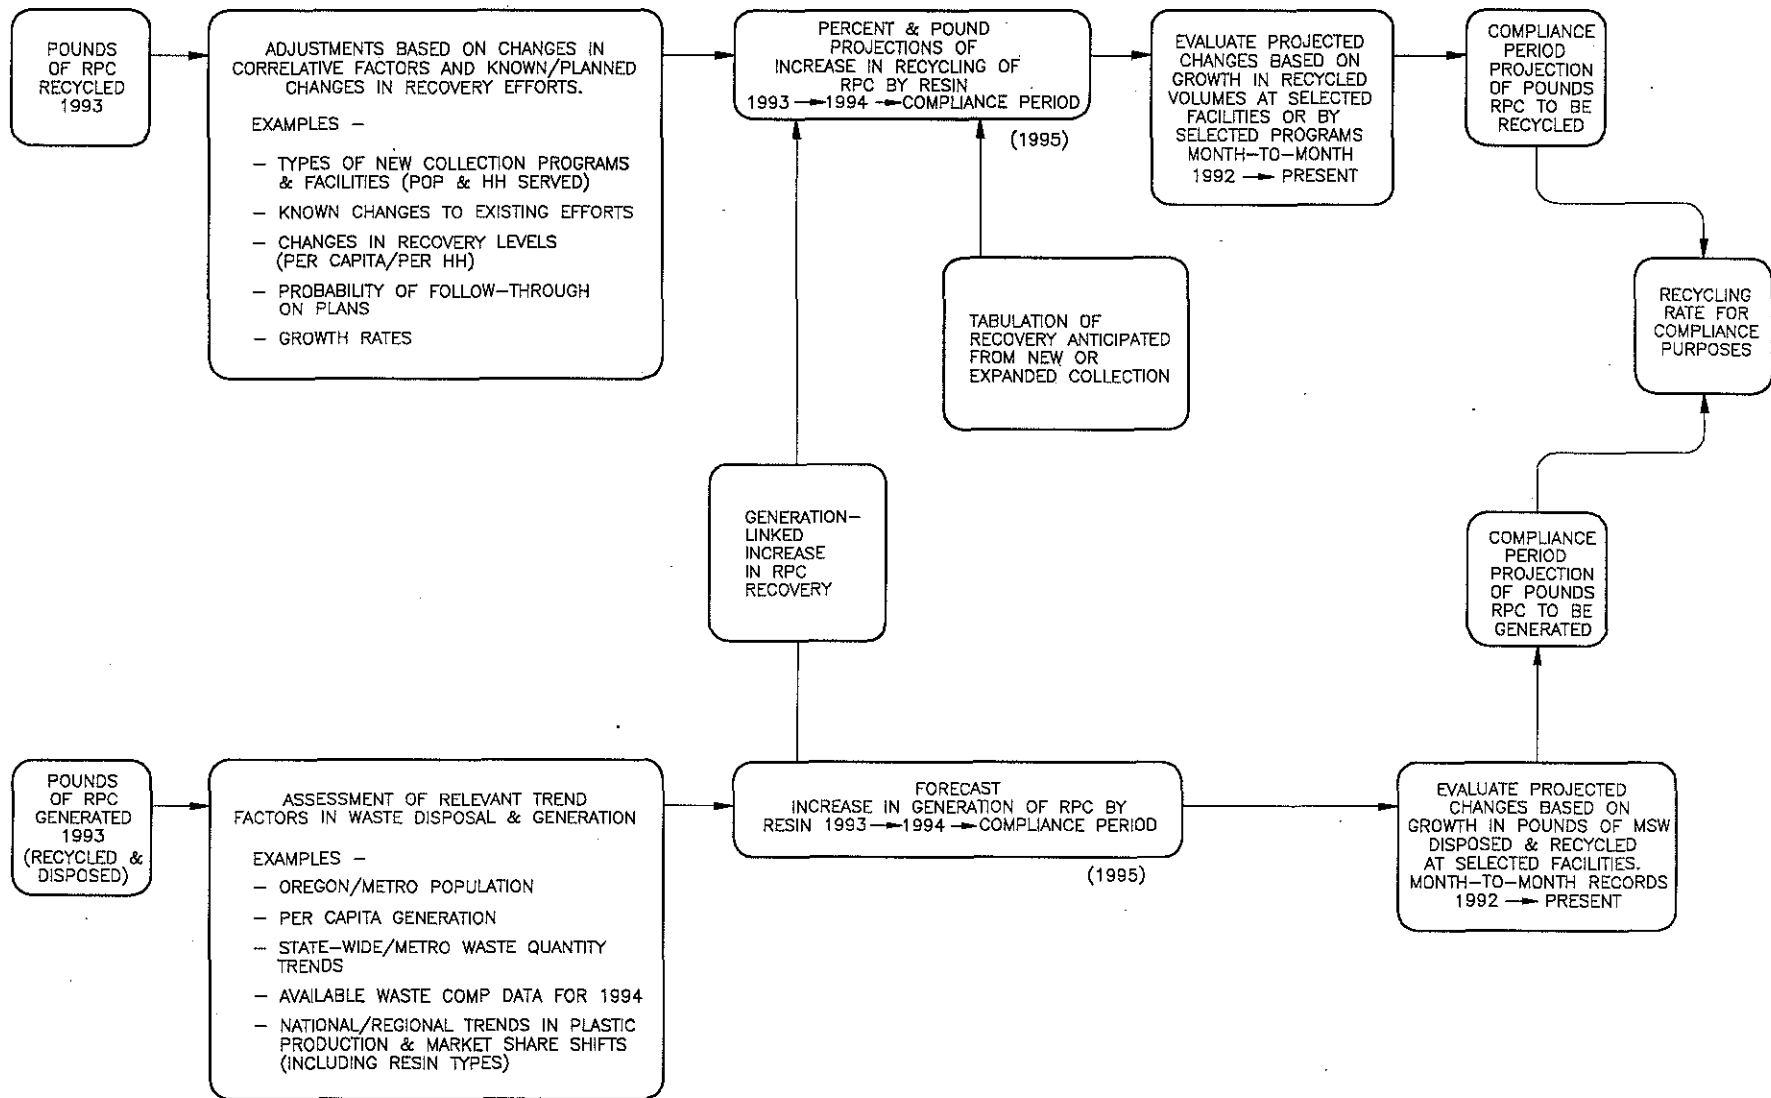 POUNDS
OF RPC
RECYCLED
1993
ADJUSTMENTS BASED ON CHANGES IN
CORRELATIVE FACTORS AND KNOWN/PLANNED
CHANGES IN RECOVERY EFFORTS.
EXAMPLES —
— TYPES OF NEW COLLECTION PROGRAMS
& FACILITIES (POP & HH SERVED)
— KNOWN CHANGES TO EXISTING EFFORTS
— CHANGES IN RECOVERY LEVELS
(PER CAPITA/PER HH)
— PROBABILITY OF FOLLOW—THROUGH
ON PLANS
— GROWTH RATES
PERCENT & POUND
PROJECTIONS OF
INCREASE IN RECYCLING OF
RPC BY RESIN
1993 → 1994 → COMPLIANCE PERIOD
(1995)
EVALUATE PROJECTED
CHANGES BASED ON
GROWTH IN RECYCLED
VOLUMES AT SELECTED
FACILITIES OR BY
SELECTED PROGRAMS
MONTH—TO—MONTH
1992 → PRESENT
COMPLIANCE
PERIOD
PROJECTION
OF POUNDS
RPC TO BE
RECYCLED
RECYCLING
RATE FOR
COMPLIANCE
PURPOSES
TABULATION OF
RECOVERY ANTICIPATED
FROM NEW OR
EXPANDED COLLECTION
GENERATION—
LINKED
INCREASE
IN RPC
RECOVERY
COMPLIANCE
PERIOD
PROJECTION
OF POUNDS
RPC TO BE
GENERATED
POUNDS
OF RPC
GENERATED
1993
(RECYCLED &
DISPOSED)
ASSESSMENT OF RELEVANT TREND
FACTORS IN WASTE DISPOSAL & GENERATION
EXAMPLES —
— OREGON/METRO POPULATION
— PER CAPITA GENERATION
— STATE—WIDE/METRO WASTE QUANTITY
TRENDS
— AVAILABLE WASTE COMP DATA FOR 1994
— NATIONAL/REGIONAL TRENDS IN PLASTIC
PRODUCTION & MARKET SHARE SHIFTS
(INCLUDING RESIN TYPES)
FORECAST
INCREASE IN GENERATION OF RPC BY
RESIN 1993 → 1994 → COMPLIANCE PERIOD
(1995)
EVALUATE PROJECTED
CHANGES BASED ON
GROWTH IN POUNDS OF MSW
DISPOSED & RECYCLED
AT SELECTED FACILITIES.
MONTH—TO—MONTH RECORDS
1992 → PRESENT